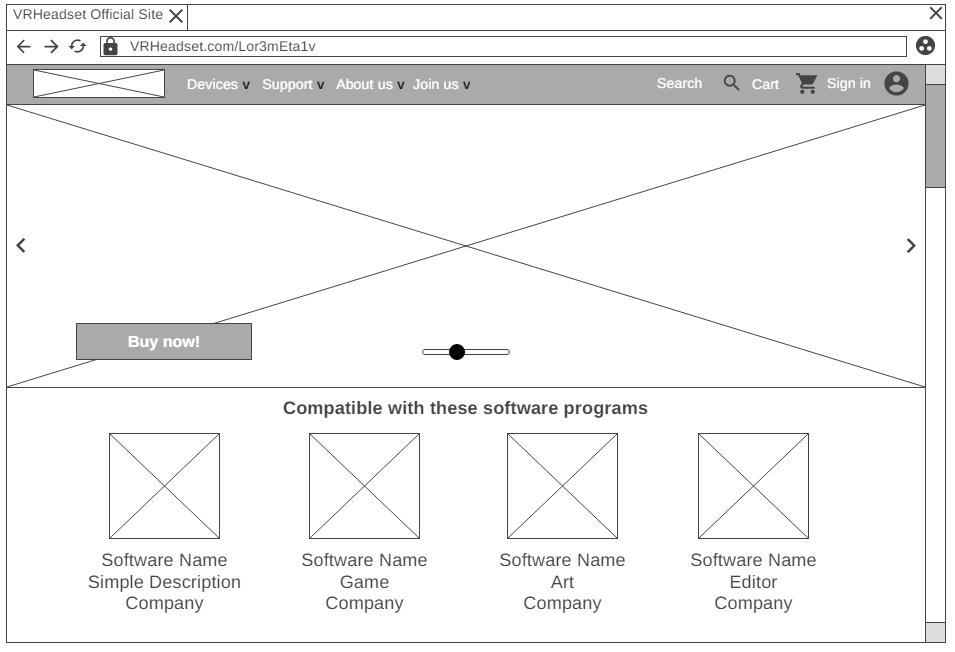 VRHeadset Official Site
VRHeadset.com/Lor3mEta1v
Devices v Support v About us v Join us v Search Cart Sign in
Buy now!
Compatible with these software programs
Software Name Software Name Software Name Software Name
Simple Description Game Art Editor
Company Company Company Company